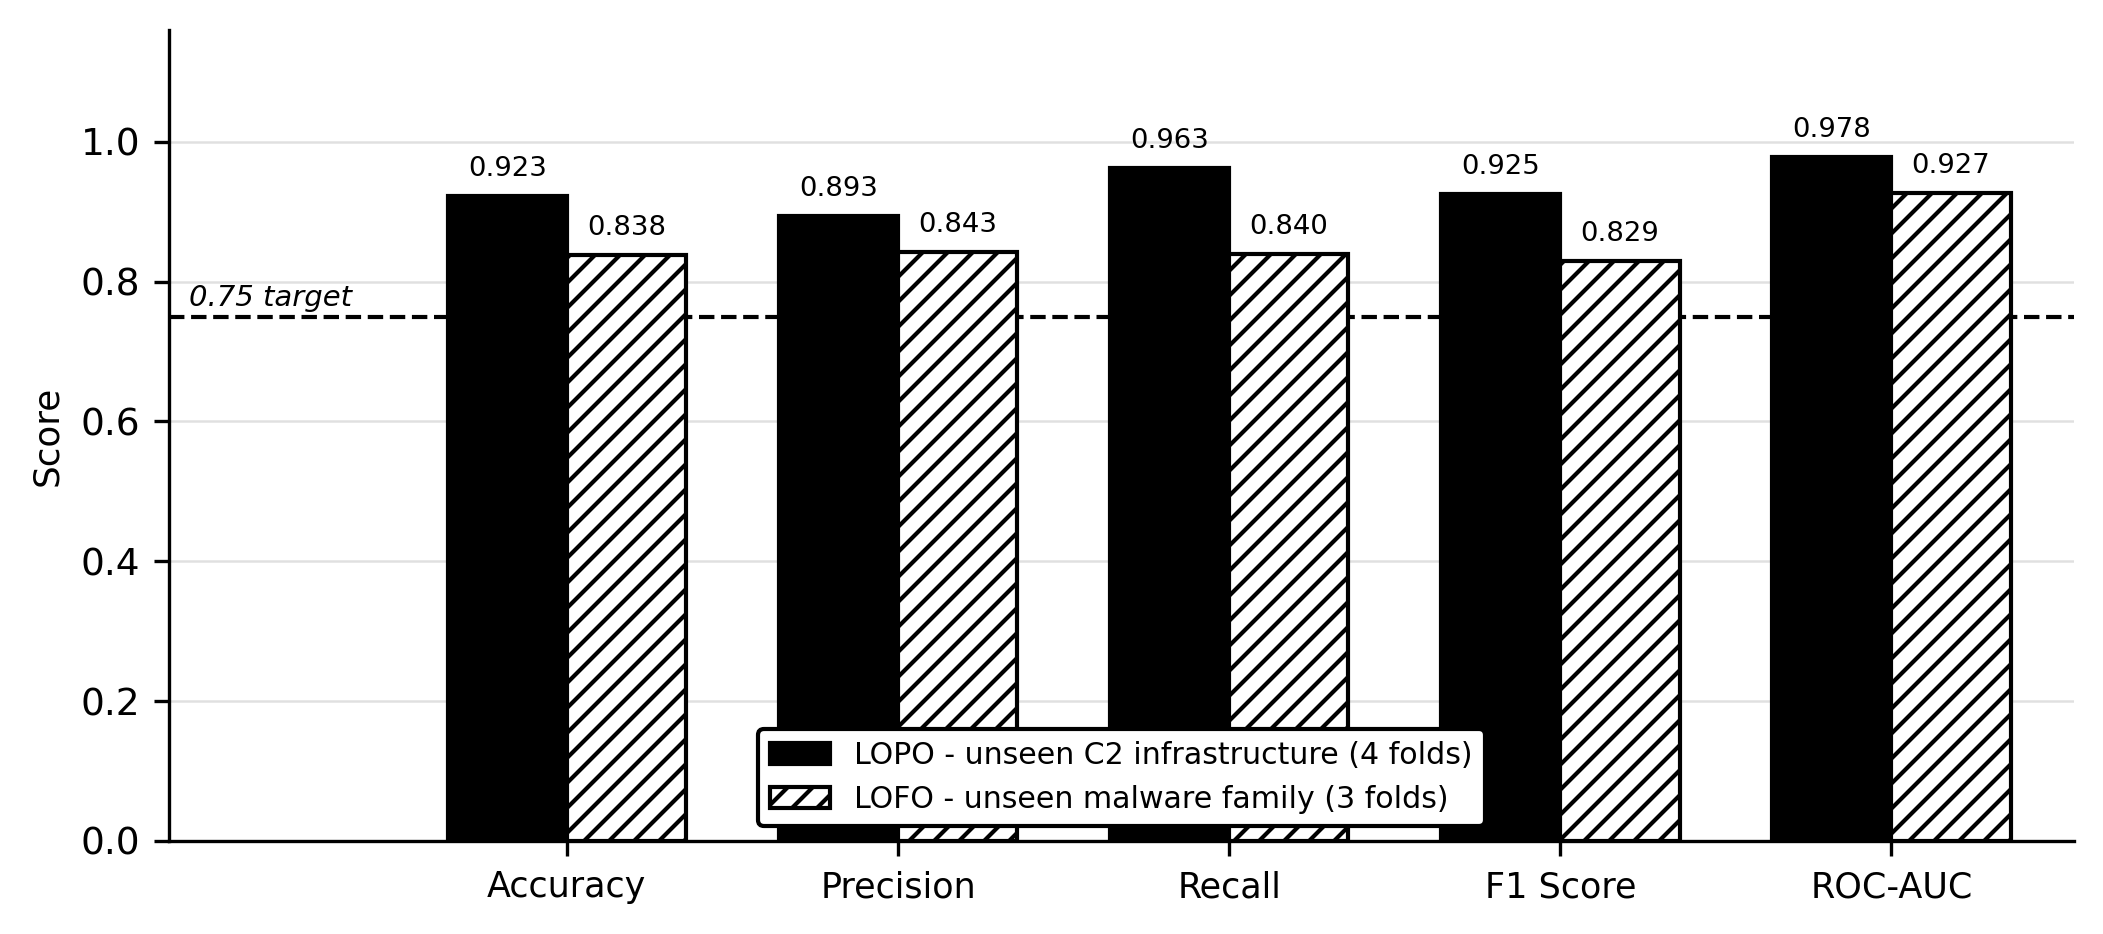 Score
1.0
0.8
0.6
0.4
0.2
0.0
0.75 target
0.923
0.838
0.893
0.843
0.963
0.840
0.925
0.829
0.978
0.927
LOPO - unseen C2 infrastructure (4 folds)
LOFO - unseen malware family (3 folds)
Accuracy
Precision
Recall
F1 Score
ROC-AUC